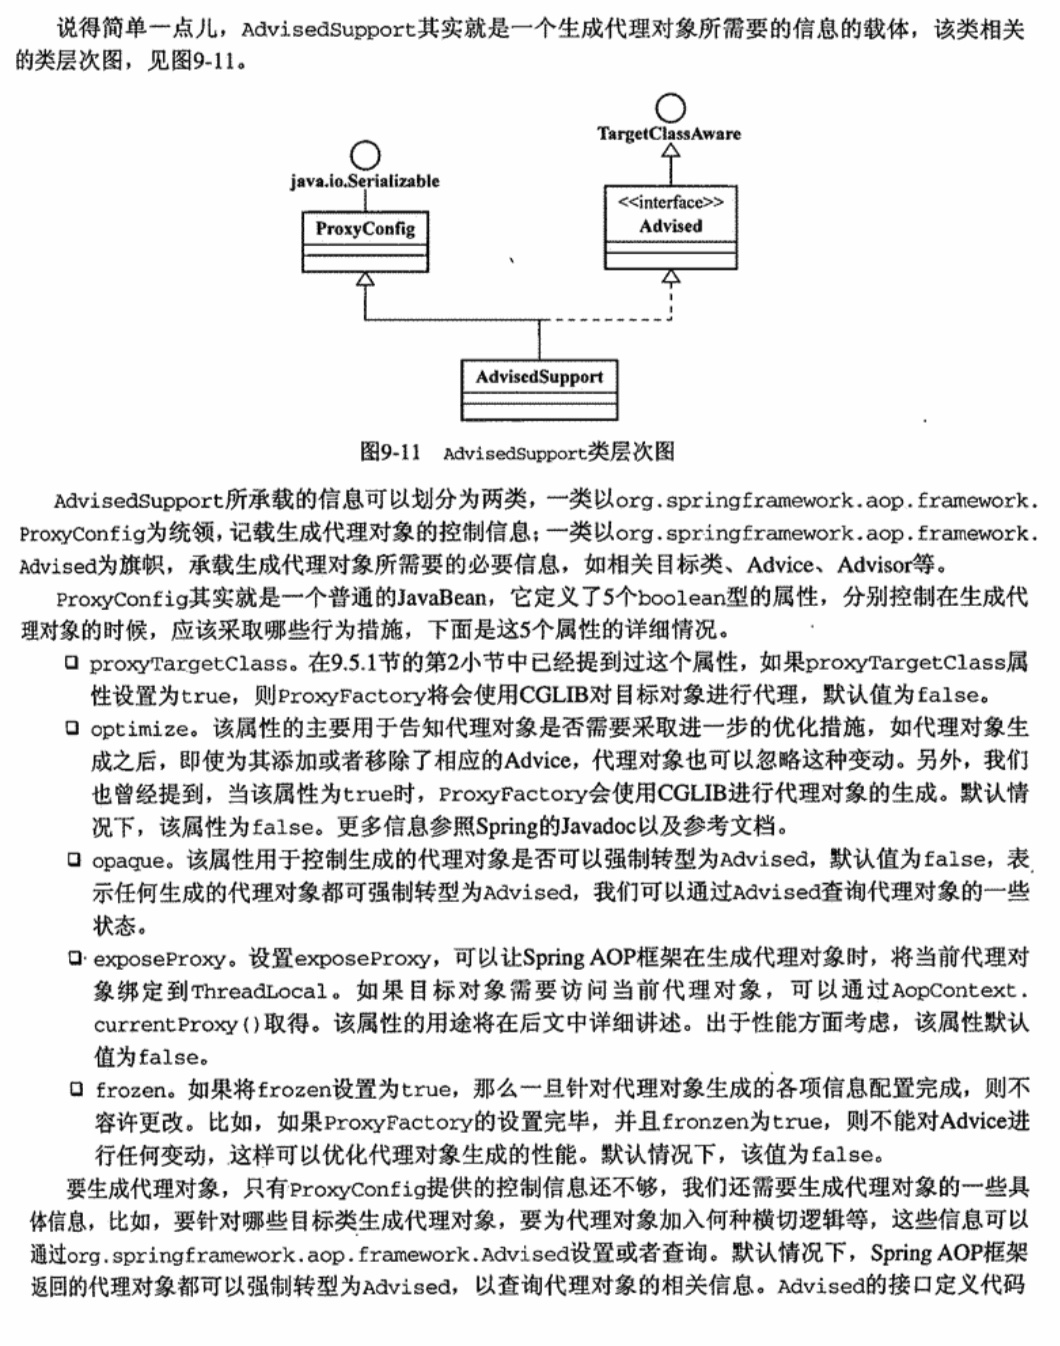 说得简单一点儿，AdvisedSupport其实就是一个生成代理对象所需要的信息的载体，该类相关
的类层次图，见图9-11。
TargetClassAware
java.io.Serializable
<<interface>>
Advised
ProxyConfig
AdvisedSupport
图9-11 AdvisedSupport类层次图
AdvisedSupport所承载的信息可以划分为两类，一类以org.springframework.aop.framework.
ProxyConfig为统领，记载生成代理对象的控制信息；一类以org.springframework.aop.framework.
Advised为旗帜，承载生成代理对象所需要的必要信息，如相关目标类、Advice、Advisor等。
ProxyConfig其实就是一个普通的JavaBean，它定义了5个boolean型的属性，分别控制在生成代
理对象的时候，应该采取哪些行为措施，下面是这5个属性的详细情况。
❑ proxyTargetClass。在9.5.1节的第2小节中已经提到过这个属性，如果proxyTargetClass属
性设置为true，则ProxyFactory将会使用CGLIB对目标对象进行代理，默认值为false。
❑ optimize。该属性的主要用于告知代理对象是否需要采取进一步的优化措施，如代理对象生
成之后，即使为其添加或者移除了相应的Advice，代理对象也可以忽略这种变动。另外，我们
也曾经提到，当该属性为true时，ProxyFactory会使用CGLIB进行代理对象的生成。默认情
况下，该属性为false。更多信息参照Spring的Javadoc以及参考文档。
❑ opaque。该属性用于控制生成的代理对象是否可以强制转型为Advised，默认值为false，表
示任何生成的代理对象都可强制转型为Advised，我们可以通过Advised查询代理对象的一些
状态。
❑ exposeProxy。设置exposeProxy，可以让Spring AOP框架在生成代理对象时，将当前代理对
象绑定到ThreadLocal。如果目标对象需要访问当前代理对象，可以通过AopContext.
currentProxy()取得。该属性的用途将在后文中详细讲述。出于性能方面考虑，该属性默认
值为false。
❑ frozen。如果将frozen设置为true，那么一旦针对代理对象生成的各项信息配置完成，则不
容许更改。比如，如果ProxyFactory的设置完毕，并且fronzen为true，则不能对Advice进
行任何变动，这样可以优化代理对象生成的性能。默认情况下，该值为false。
要生成代理对象，只有ProxyConfig提供的控制信息还不够，我们还需要生成代理对象的一些具
体信息，比如，要针对哪些目标类生成代理对象，要为代理对象加入何种横切逻辑等，这些信息可以
通过org.springframework.aop.framework.Advised设置或者查询。默认情况下，Spring AOP框架
返回的代理对象都可以强制转型为Advised，以查询代理对象的相关信息。Advised的接口定义代码